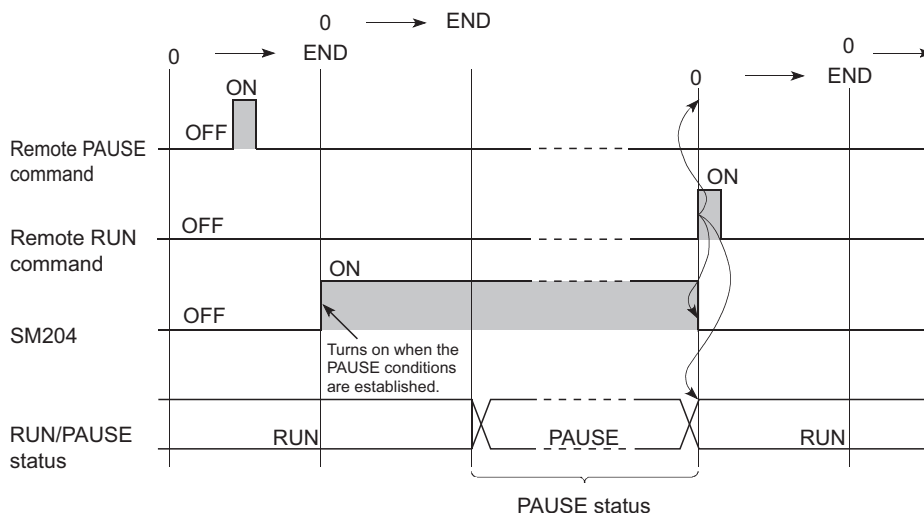 0 → END
0
0 → END
0 → END
0 →
ON
OFF
Remote PAUSE
command
ON
OFF
Remote RUN
command
ON
OFF
SM204
Turns on when the
PAUSE conditions
are established.
RUN/PAUSE
status
RUN
PAUSE
RUN
PAUSE status